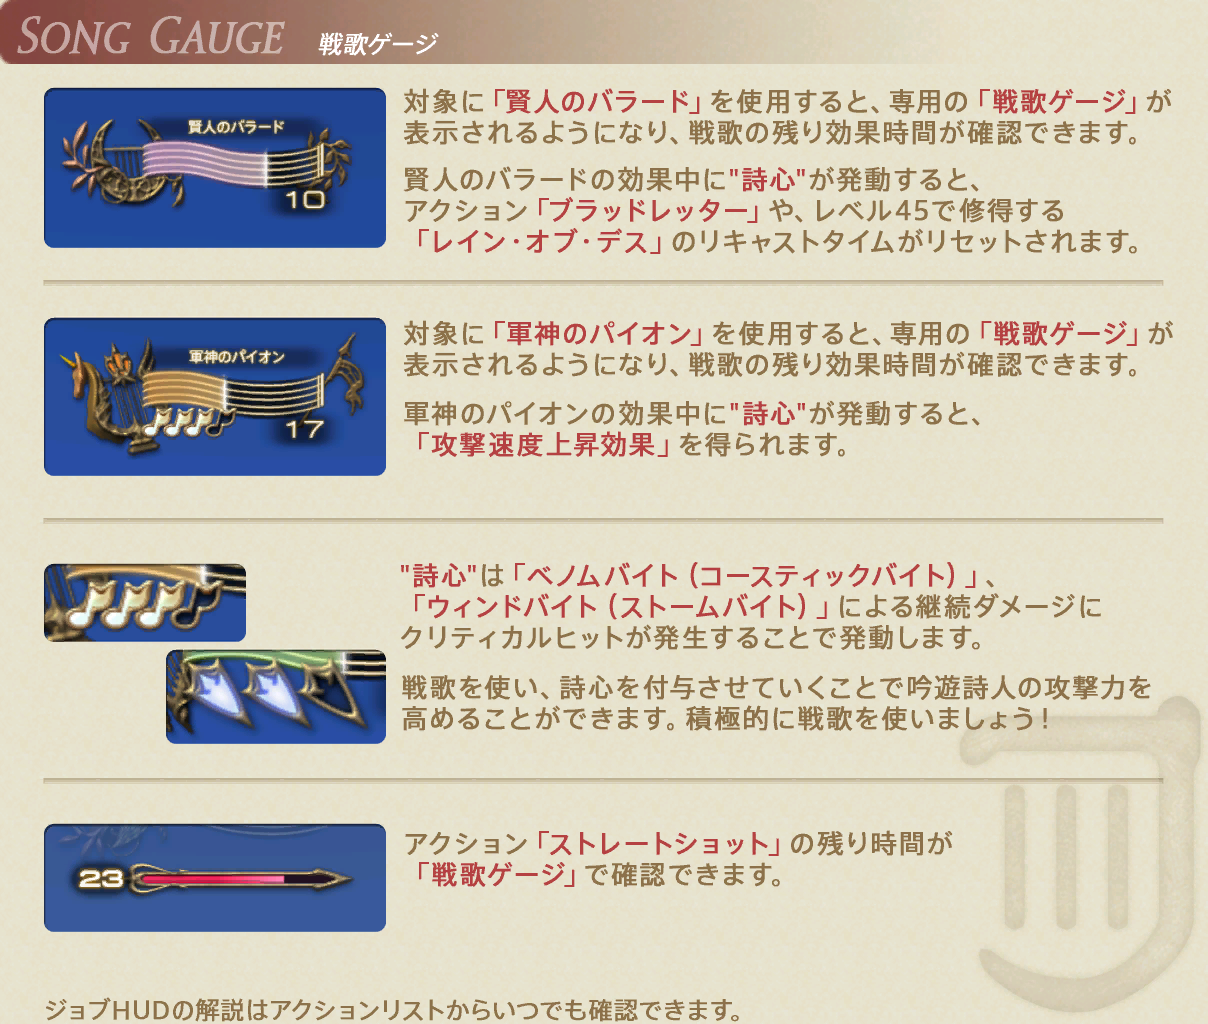 SONG GAUGE 戦歌ゲージ
賢人のバラード
10
対象に「賢人のバラード」を使用すると、専用の「戦歌ゲージ」が
表示されるようになり、戦歌の残り効果時間が確認できます。
賢人のバラードの効果中に"詩心"が発動すると、
アクション「ブラッドレッター」や、レベル45で修得する
「レイン・オブ・デス」のリキャストタイムがリセットされます。
軍神のパイオン
17
対象に「軍神のパイオン」を使用すると、専用の「戦歌ゲージ」が
表示されるようになり、戦歌の残り効果時間が確認できます。
軍神のパイオンの効果中に"詩心"が発動すると、
「攻撃速度上昇効果」を得られます。
"詩心"は「ベノムバイト（コースティックバイト）」、
「ウィンドバイト（ストームバイト）」による継続ダメージに
クリティカルヒットが発生することで発動します。
戦歌を使い、詩心を付与させていくことで吟遊詩人の攻撃力を
高めることができます。積極的に戦歌を使いましょう！
23
アクション「ストレートショット」の残り時間が
「戦歌ゲージ」で確認できます。
ジョブHUDの解説はアクションリストからいつでも確認できます。